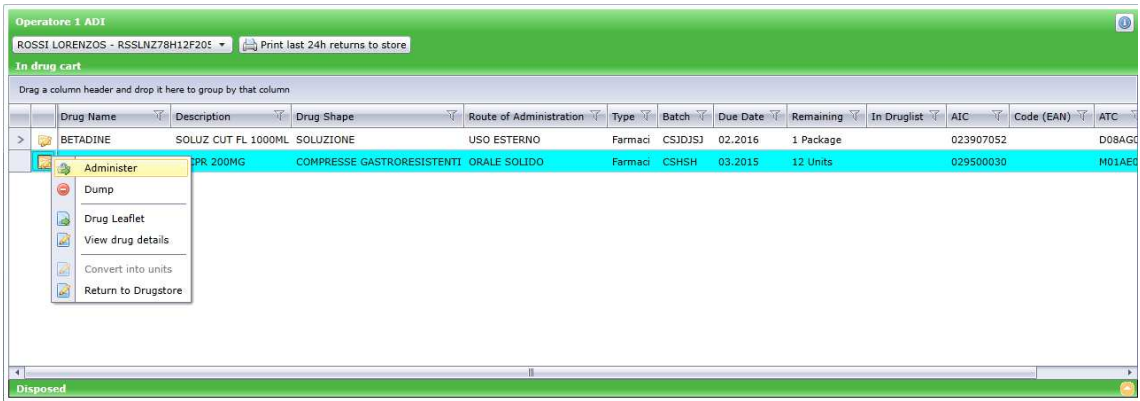 Operatore 1 ADI
ROSSI LORENZOS - RSSLNZ78H12F205 Print last 24h returns to store
In drug cart
Drag a column header and drop it here to group by that column
Drug Name Description Drug Shape Route of Administration Type Batch Due Date Remaining In Druglist AIC Code (EAN) ATC
BETADINE SOLUZ CUT FL 1000ML SOLUZIONE USO ESTERNO Farmaci CSJDJSJ 02.2016 1 Package 023907052 D08AG0
CPR 200MG COMPRESSE GASTRORESISTENTI ORALE SOLIDO Farmaci CSHSH 03.2015 12 Units 029500030 M01AE0
Administer
Dump
Drug Leaflet
View drug details
Convert into units
Return to Drugstore
Disposed